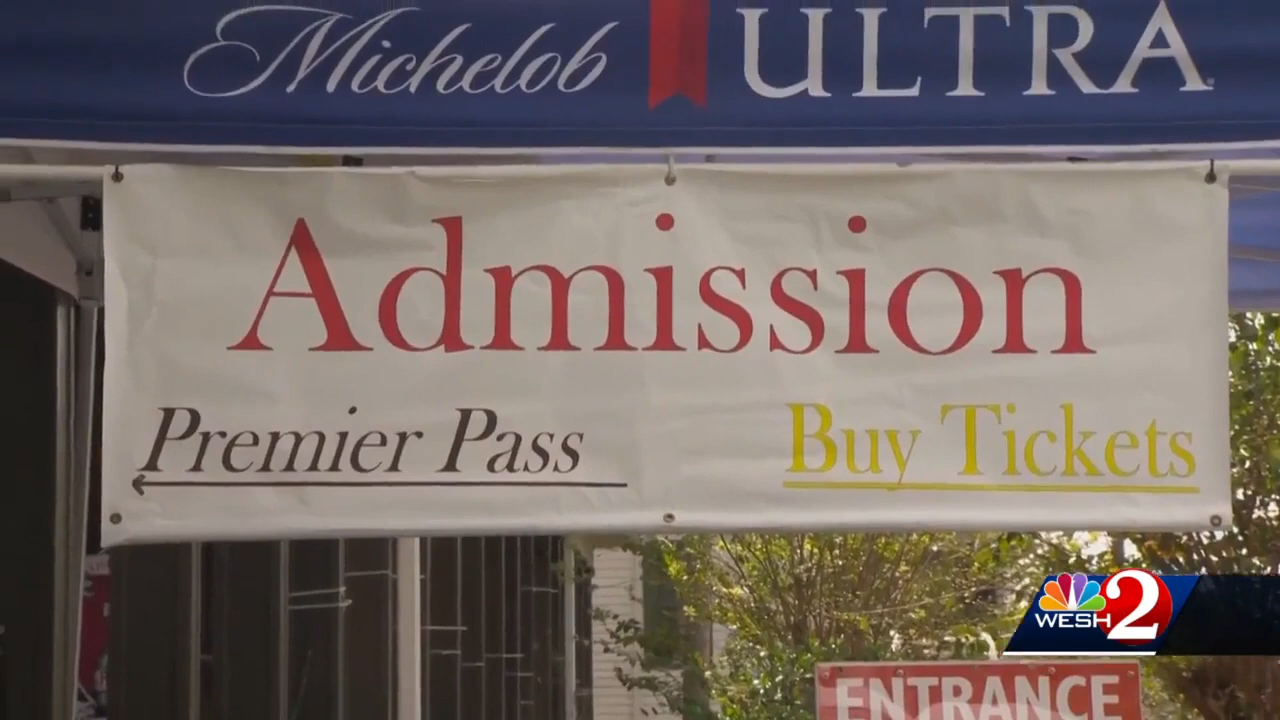 Michelob ULTRA
Admission
Premier Pass
Buy Tickets
WESH 2
ENTRANCE